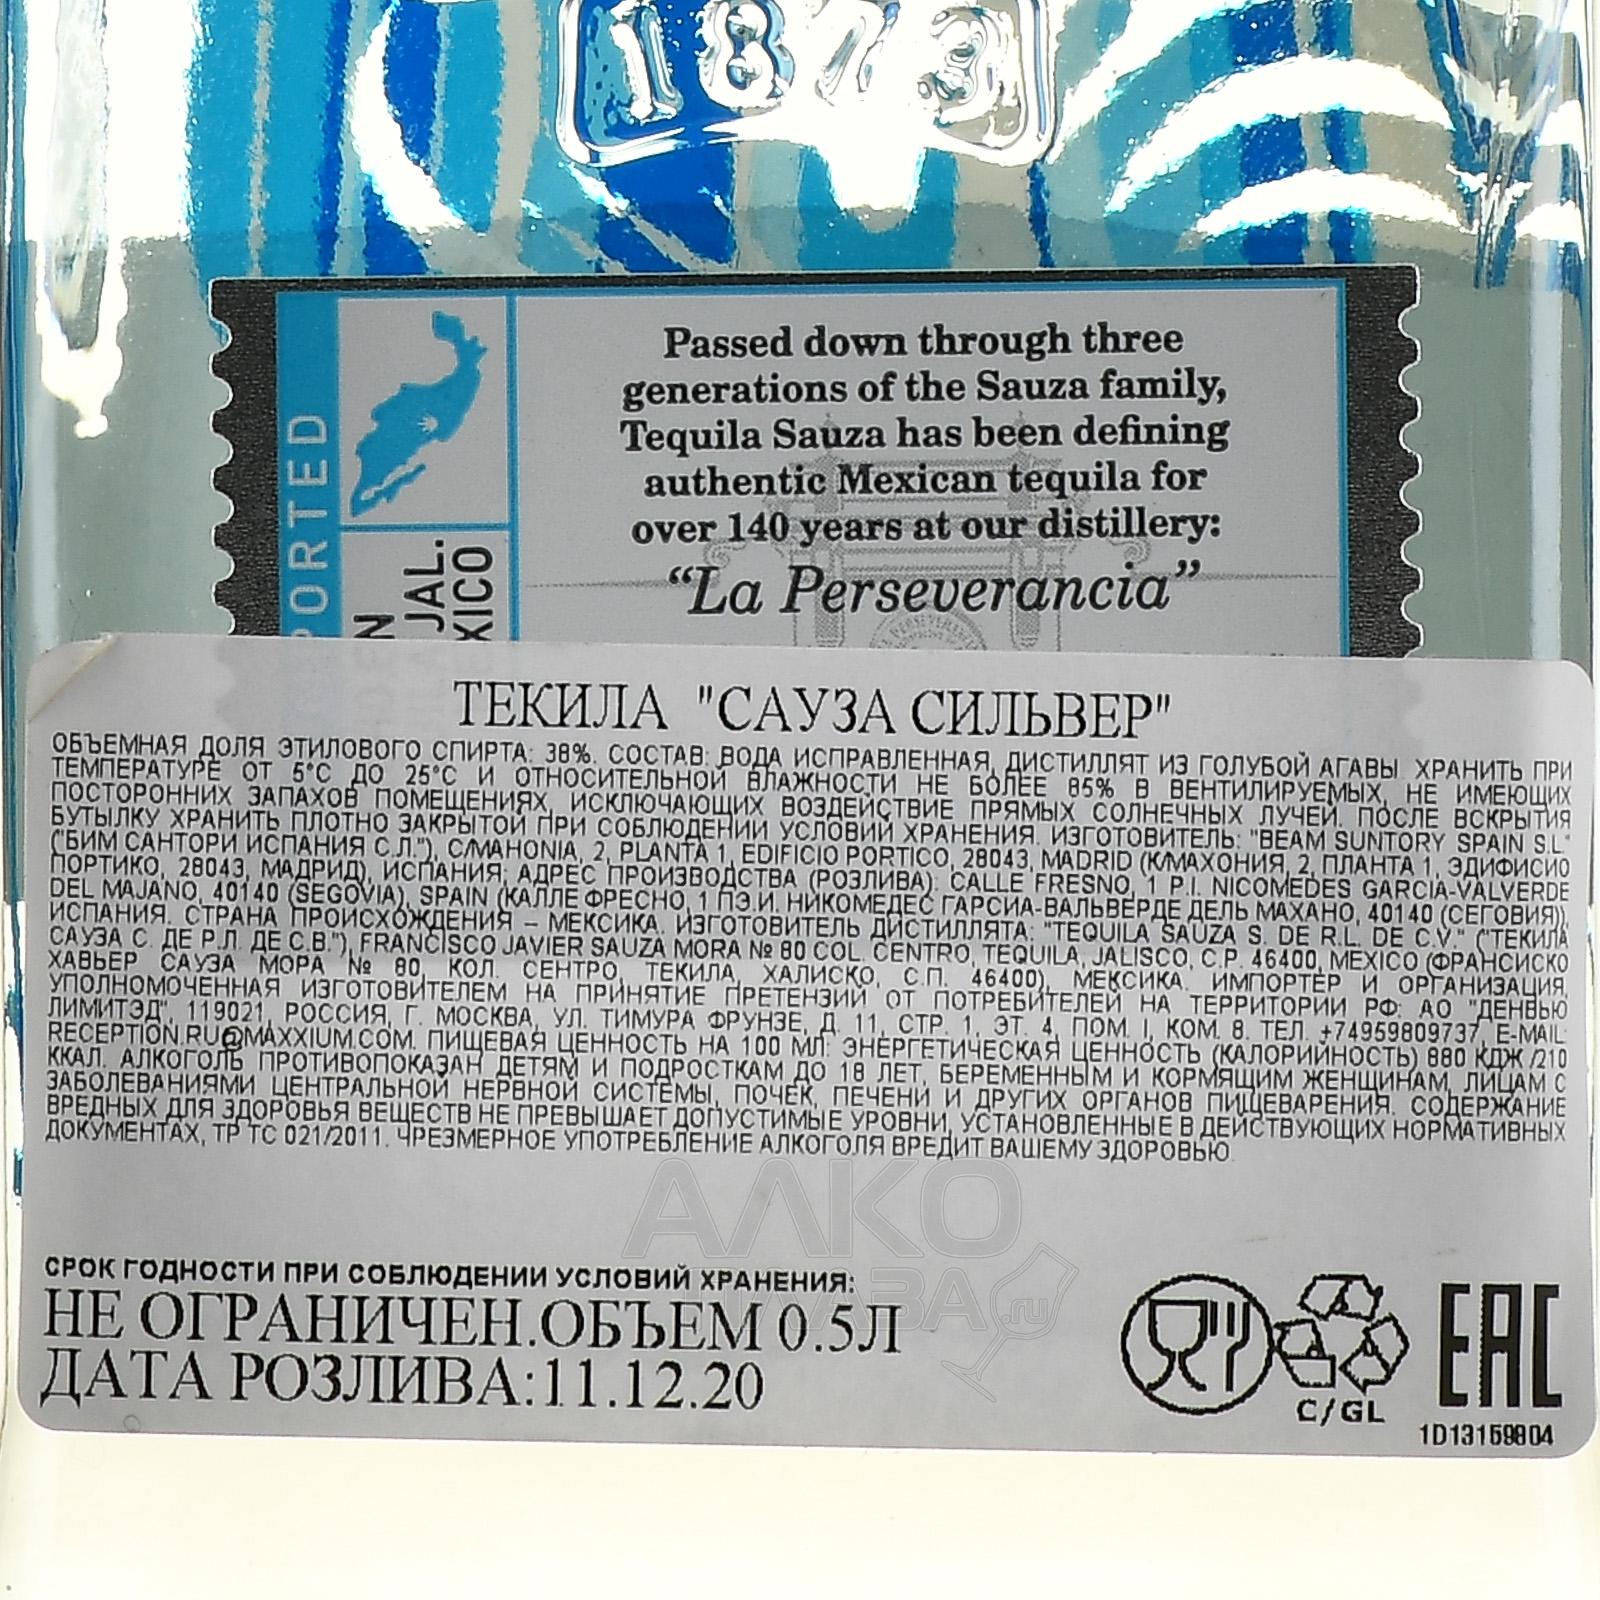 1873
Passed down through three
generations of the Sauza family,
Tequila Sauza has been defining
authentic Mexican tequila for
over 140 years at our distillery:
"La Perseverancia"
PORTED
JAL.
ТЕКИЛА "САУЗА СИЛЬВЕР"
ОБЪЕМНАЯ ДОЛЯ ЭТИЛОВОГО СПИРТА: 38%. СОСТАВ: ВОДА ИСПРАВЛЕННАЯ, ДИСТИЛЛЯТ ИЗ ГОЛУБОЙ АГАВЫ. ХРАНИТЬ ПРИ
ТЕМПЕРАТУРЕ ОТ 5°C ДО 25°C И ОТНОСИТЕЛЬНОЙ ВЛАЖНОСТИ НЕ БОЛЕЕ 85% В ВЕНТИЛИРУЕМЫХ, НЕ ИМЕЮЩИХ
ПОСТОРОННИХ ЗАПАХОВ ПОМЕЩЕНИЯХ, ИСКЛЮЧАЮЩИХ ВОЗДЕЙСТВИЕ ПРЯМЫХ СОЛНЕЧНЫХ ЛУЧЕЙ. ПОСЛЕ ВСКРЫТИЯ
БУТЫЛКУ ХРАНИТЬ ПЛОТНО ЗАКРЫТОЙ ПРИ СОБЛЮДЕНИИ УСЛОВИЙ ХРАНЕНИЯ. ИЗГОТОВИТЕЛЬ: "BEAM SUNTORY SPAIN S.L."
("БИМ САНТОРИ ИСПАНИЯ С.Л."), C/MAHONIA, 2, PLANTA 1, EDIFICIO PORTICO, 28043, MADRID (К/МАХОНИЯ, 2, ПЛАНТА 1, ЭДИФИСИО
ПОРТИКО, 28043, МАДРИД), ИСПАНИЯ; АДРЕС ПРОИЗВОДСТВА (РОЗЛИВА): CALLE FRESNO, 1 P.I. NICOMEDES GARCIA-VALVERDE
DEL MAJANO, 40140 (SEGOVIA), SPAIN (КАЛЛЕ ФРЕСНО, 1 ПЭ.И. НИКОМЕДЕС ГАРСИА-ВАЛЬВЕРДЕ ДЕЛЬ МАХАНО, 40140 (СЕГОВИЯ)),
ИСПАНИЯ. СТРАНА ПРОИСХОЖДЕНИЯ – МЕКСИКА. ИЗГОТОВИТЕЛЬ ДИСТИЛЛЯТА: "TEQUILA SAUZA S. DE R.L. DE C.V." ("ТЕКИЛА
САУЗА С. ДЕ Р.Л. ДЕ С.В."), FRANCISCO JAVIER SAUZA MORA № 80 COL. CENTRO, TEQUILA, JALISCO, C.P. 46400, MEXICO (ФРАНСИСКО
ХАВЬЕР САУЗА МОРА № 80, КОЛ. СЕНТРО, ТЕКИЛА, ХАЛИСКО, С.П. 46400), МЕКСИКА. ИМПОРТЕР И ОРГАНИЗАЦИЯ,
УПОЛНОМОЧЕННАЯ ИЗГОТОВИТЕЛЕМ НА ПРИНЯТИЕ ПРЕТЕНЗИЙ ОТ ПОТРЕБИТЕЛЕЙ НА ТЕРРИТОРИИ РФ: АО "ДЕНВЬЮ
ЛИМИТЭД", 119021, РОССИЯ, Г. МОСКВА, УЛ. ТИМУРА ФРУНЗЕ, Д. 11, СТР. 1, ЭТ. 4, ПОМ. I, КОМ. 8. ТЕЛ. +74959809737, E-MAIL:
RECEPTION.RU@MAXXIUM.COM. ПИЩЕВАЯ ЦЕННОСТЬ НА 100 МЛ: ЭНЕРГЕТИЧЕСКАЯ ЦЕННОСТЬ (КАЛОРИЙНОСТЬ) 880 КДЖ /210
ККАЛ. АЛКОГОЛЬ ПРОТИВОПОКАЗАН ДЕТЯМ И ПОДРОСТКАМ ДО 18 ЛЕТ, БЕРЕМЕННЫМ И КОРМЯЩИМ ЖЕНЩИНАМ, ЛИЦАМ С
ЗАБОЛЕВАНИЯМИ ЦЕНТРАЛЬНОЙ НЕРВНОЙ СИСТЕМЫ, ПОЧЕК, ПЕЧЕНИ И ДРУГИХ ОРГАНОВ ПИЩЕВАРЕНИЯ. СОДЕРЖАНИЕ
ВРЕДНЫХ ДЛЯ ЗДОРОВЬЯ ВЕЩЕСТВ НЕ ПРЕВЫШАЕТ ДОПУСТИМЫЕ УРОВНИ, УСТАНОВЛЕННЫЕ В ДЕЙСТВУЮЩИХ НОРМАТИВНЫХ
ДОКУМЕНТАХ, ТР ТС 021/2011. ЧРЕЗМЕРНОЕ УПОТРЕБЛЕНИЕ АЛКОГОЛЯ ВРЕДИТ ВАШЕМУ ЗДОРОВЬЮ.
АЛКО
ПЛАЗА.ru
СРОК ГОДНОСТИ ПРИ СОБЛЮДЕНИИ УСЛОВИЙ ХРАНЕНИЯ:
НЕ ОГРАНИЧЕН.ОБЪЕМ 0.5Л
ДАТА РОЗЛИВА:11.12.20
C/GL
EAC
1D13159804